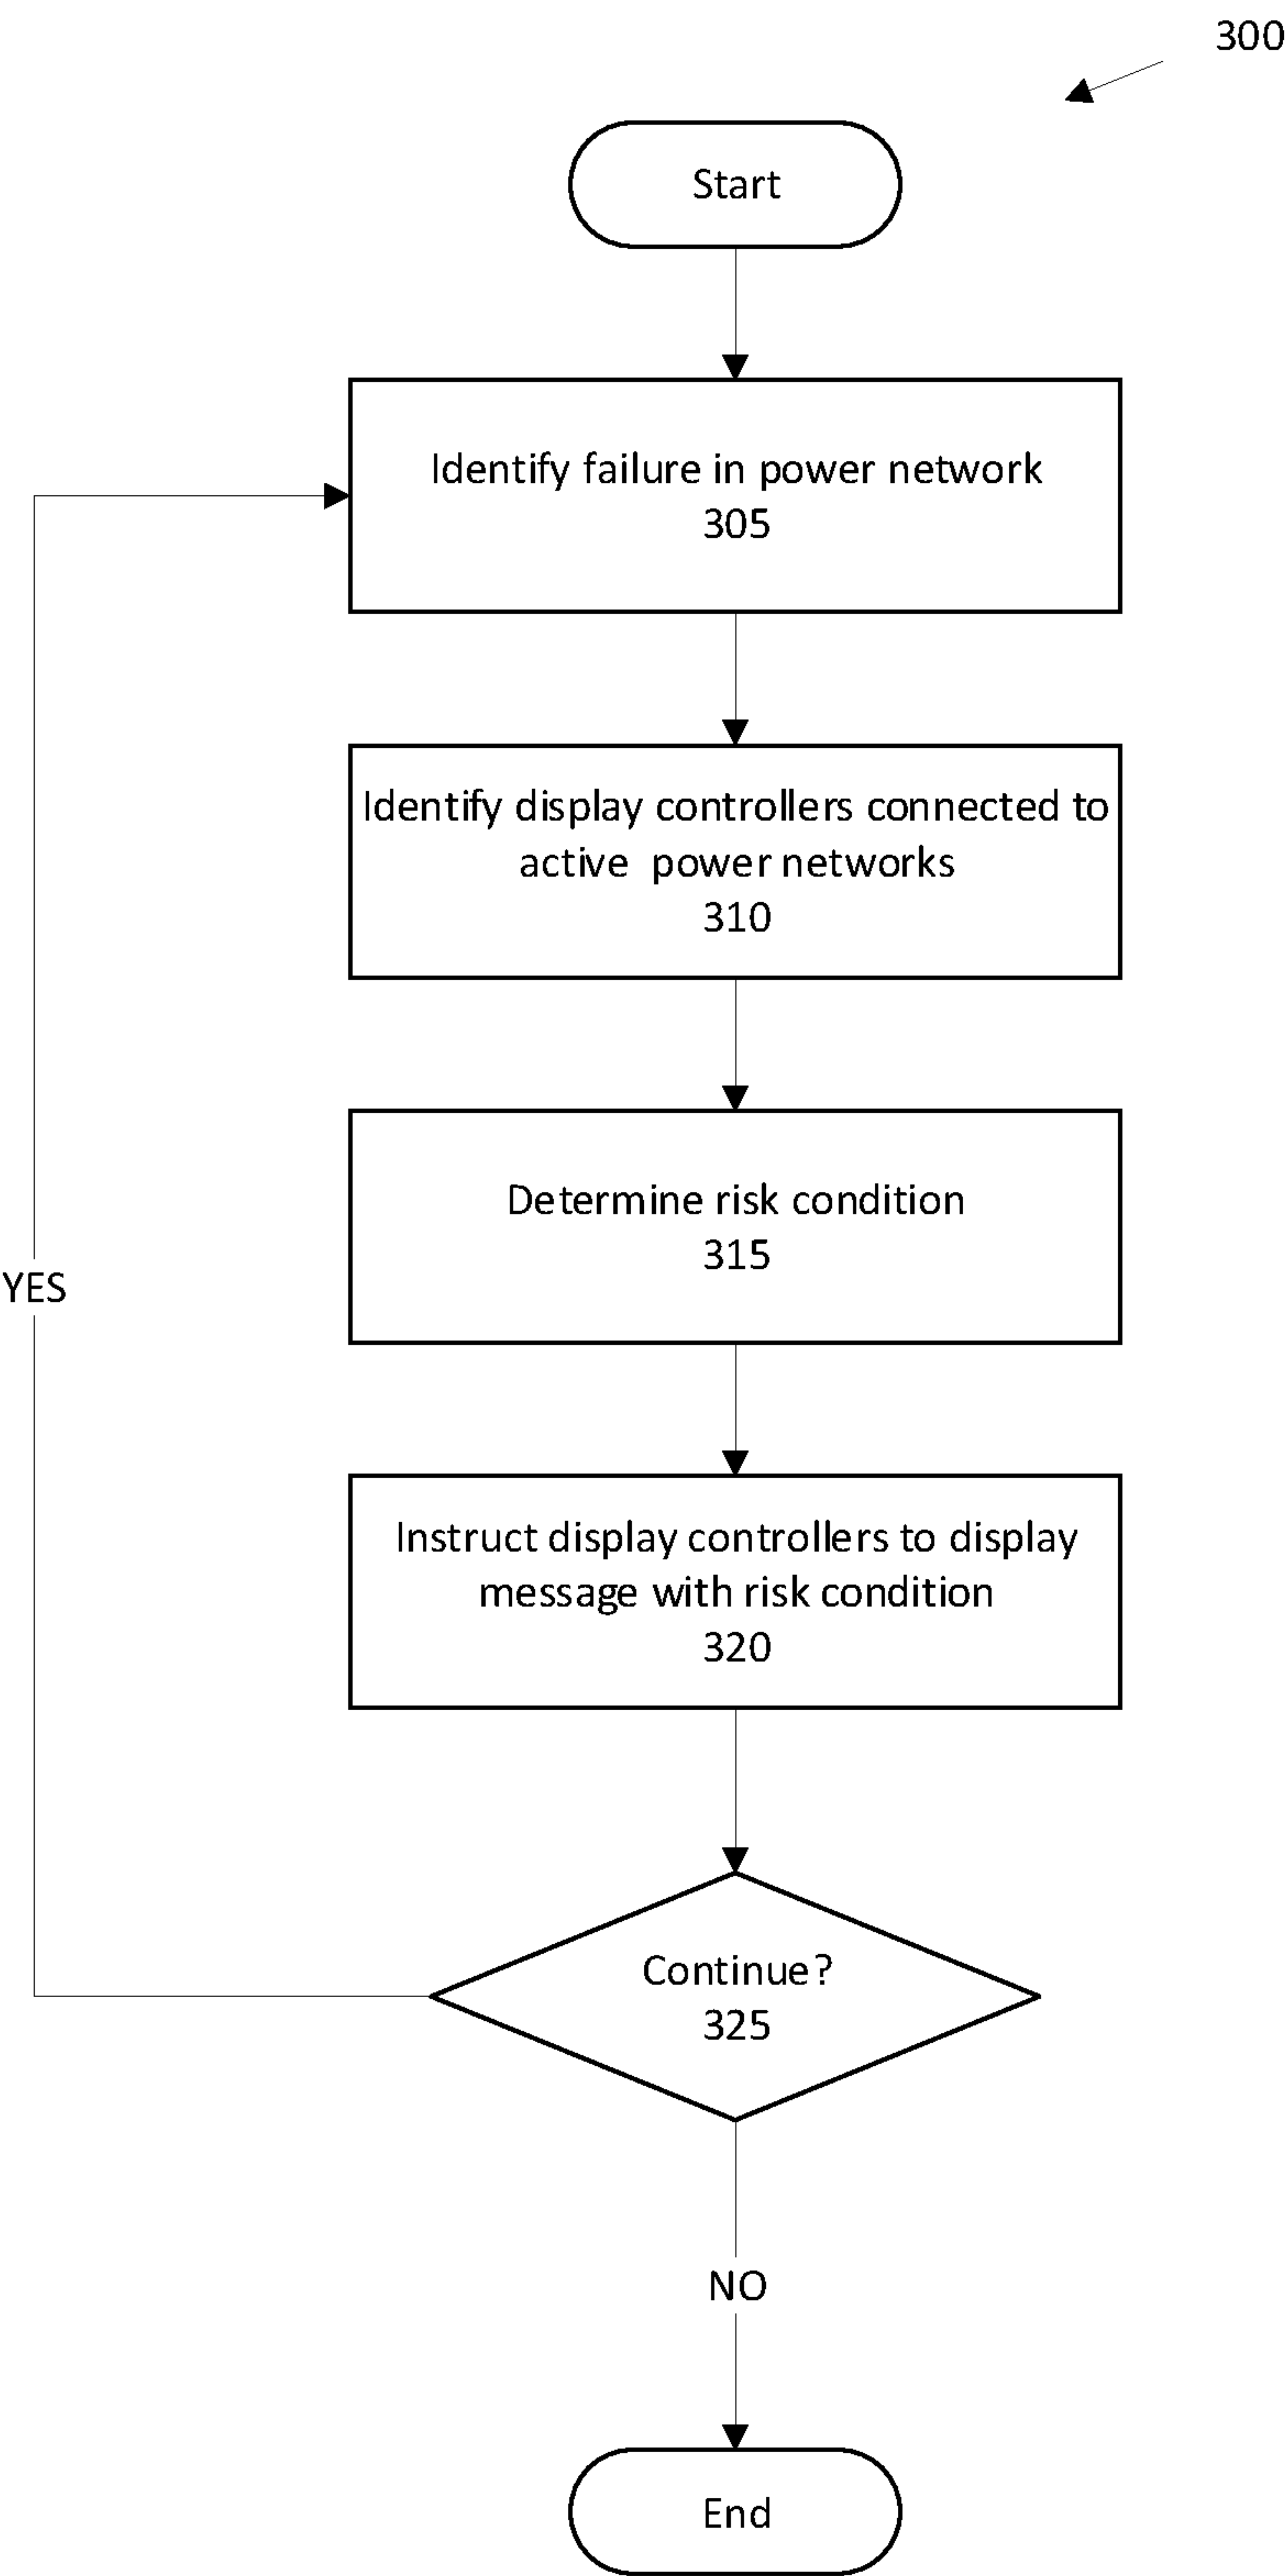 300
Start
Identify failure in power network
305
Identify display controllers connected to
active power networks
310
Determine risk condition
315
YES
Instruct display controllers to display
message with risk condition
320
Continue?
325
NO
End